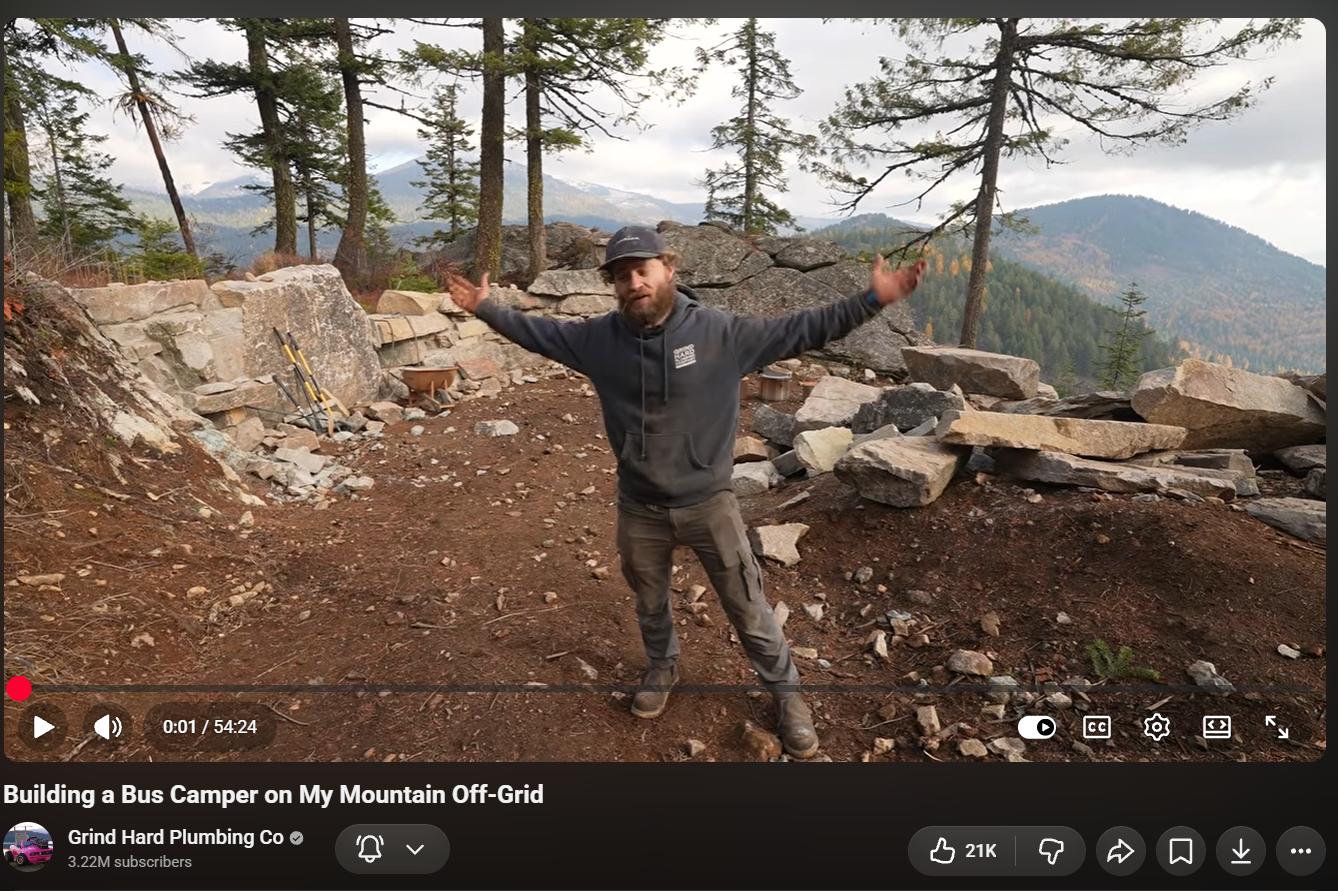 HARD
0:01 / 54:24
CC
Building a Bus Camper on My Mountain Off-Grid
Grind Hard Plumbing Co
3.22M subscribers
21K